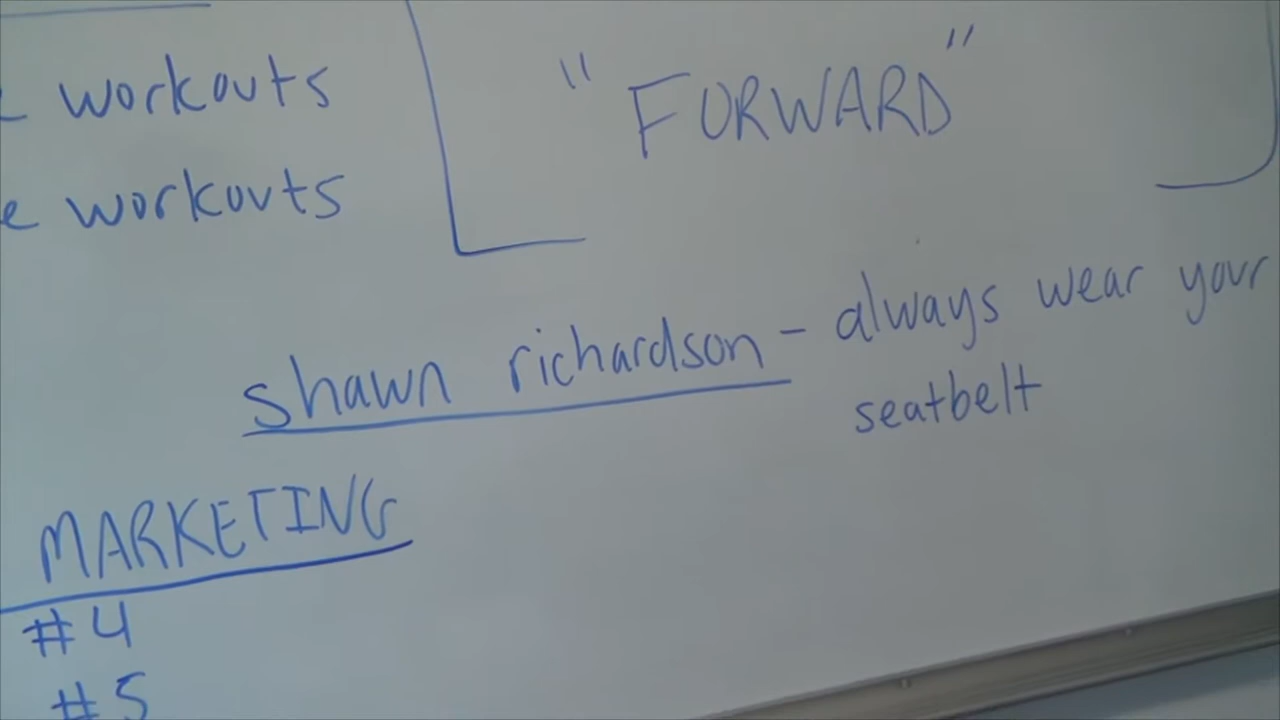 workouts
workouts
"FORWARD"
shawn richardson - always wear your
seatbelt
MARKETING
#4
#5